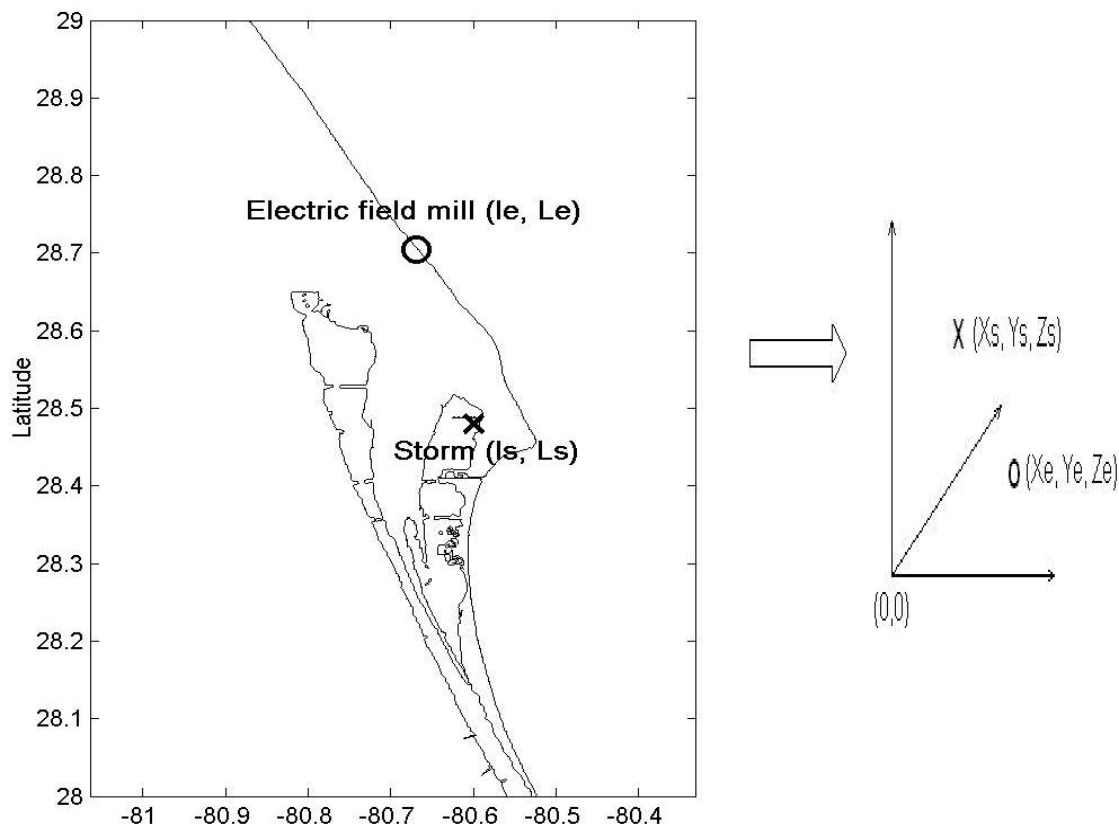 29
28.9
28.8
Electric field mill (le, Le)
28.7
28.6
X (Xs, Ys, Zs)
28.5
Latitude
Storm (ls, Ls)
O (Xe, Ye, Ze)
28.4
28.3
(0,0)
28.2
28.1
28
-81 -80.9 -80.8 -80.7 -80.6 -80.5 -80.4